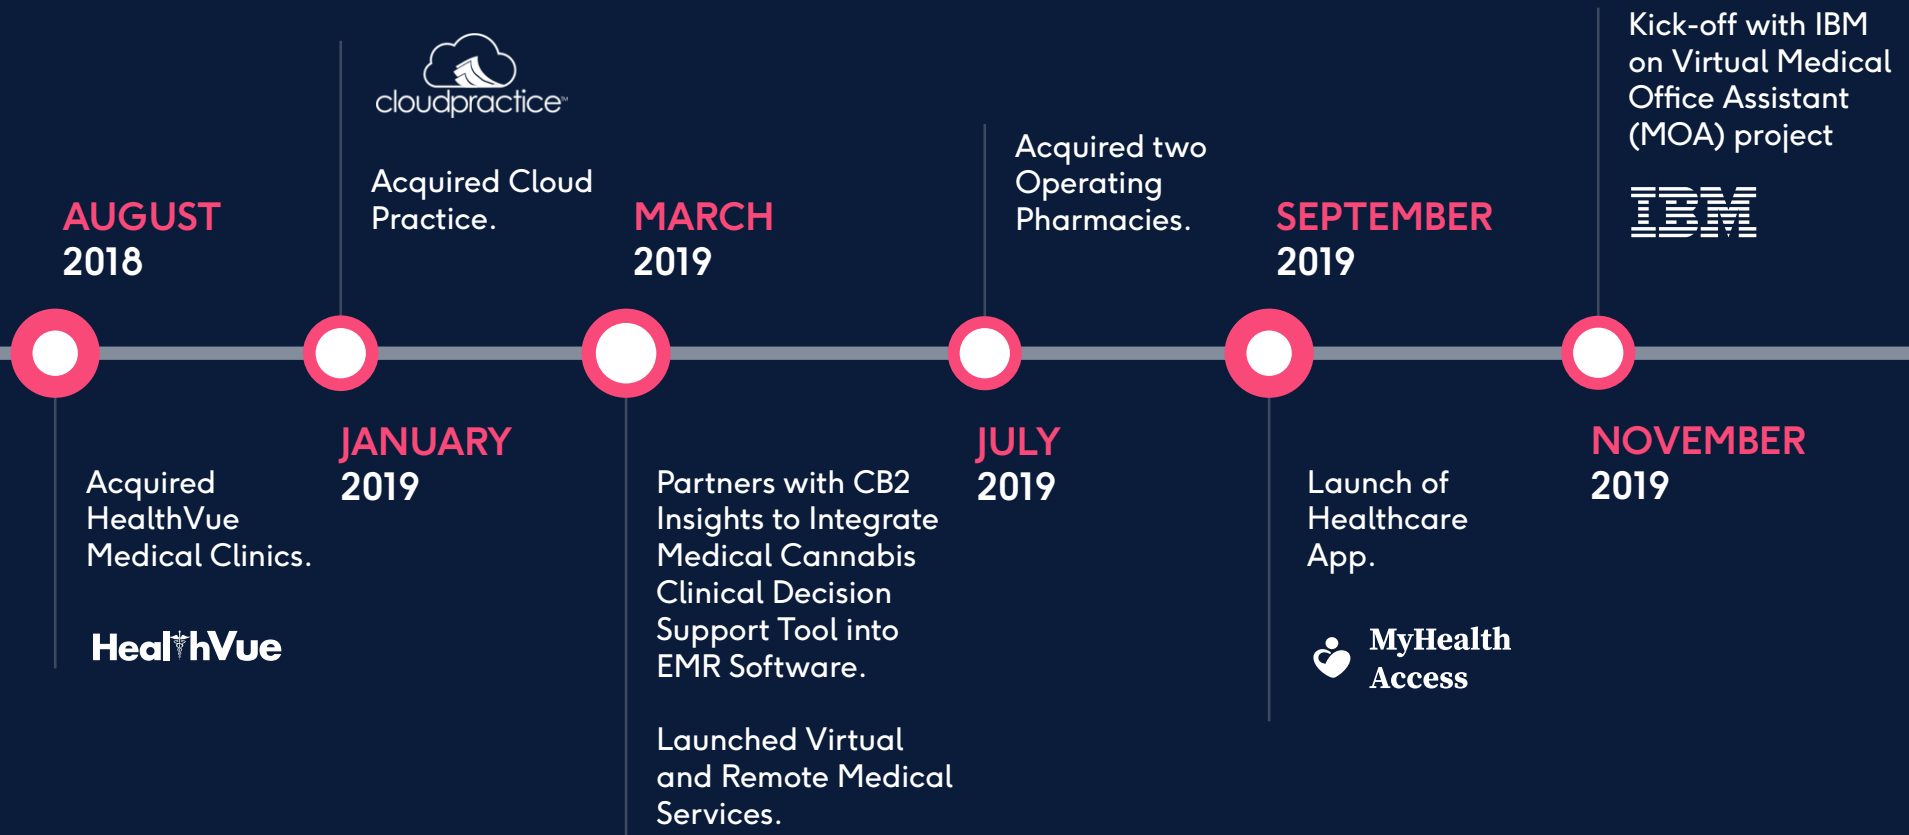 AUGUST
2018
Acquired
HealthVue
Medical Clinics.
HealthVue
cloudpractice™
Acquired Cloud
Practice.
JANUARY
2019
MARCH
2019
Partners with CB2
Insights to Integrate
Medical Cannabis
Clinical Decision
Support Tool into
EMR Software.
Launched Virtual
and Remote Medical
Services.
Acquired two
Operating
Pharmacies.
JULY
2019
SEPTEMBER
2019
Launch of
Healthcare
App.
MyHealth
Access
Kick-off with IBM
on Virtual Medical
Office Assistant
(MOA) project
IBM
NOVEMBER
2019